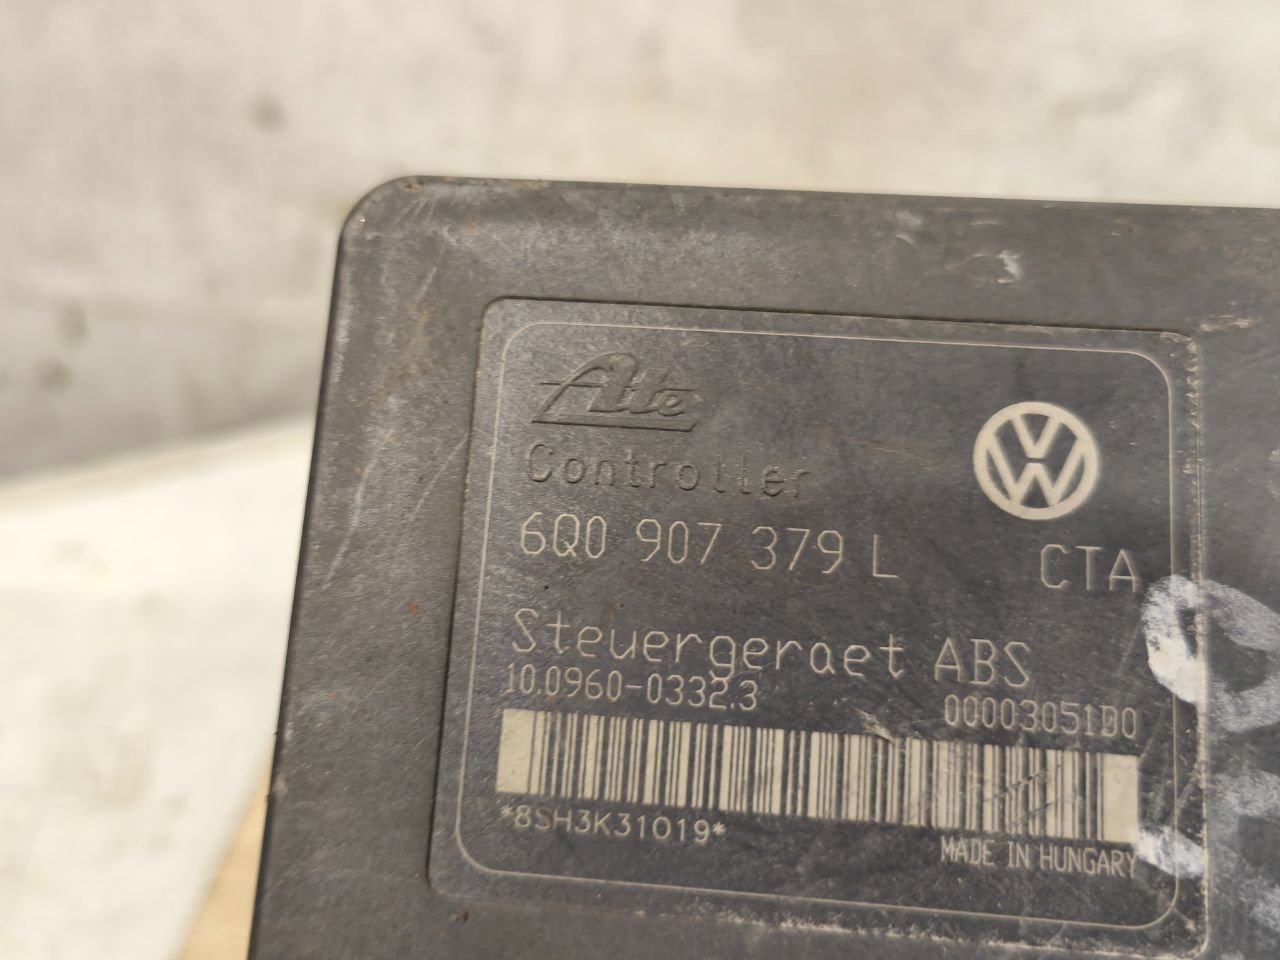 Ate
Controller
6Q0 907 379 L CTA
Steuergeraet ABS
10.0960-0332.3 00003051D0
*8SH3K31019*
MADE IN HUNGARY